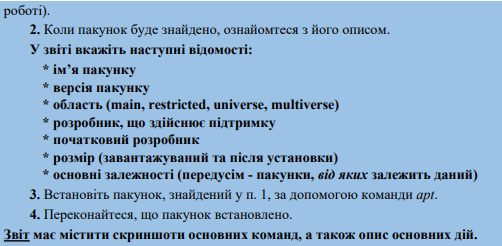 роботі).
2. Коли пакунок буде знайдено, ознайомтеся з його описом.
У звіті вкажіть наступні відомості:
* ім’я пакунку
* версія пакунку
* область (main, restricted, universe, multiverse)
* розробник, що здійснює підтримку
* початковий розробник
* розмір (завантажуваний та після установки)
* основні залежності (передусім - пакунки, від яких залежить даний)
3. Встановіть пакунок, знайдений у п. 1, за допомогою команди apt.
4. Переконайтеся, що пакунок встановлено.
Звіт має містити скриншоти основних команд, а також опис основних дій.